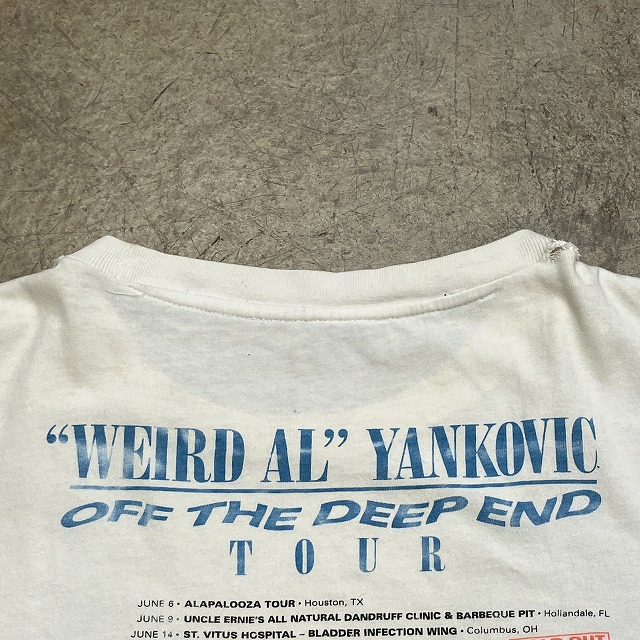 “WEIRD AL” YANKOVIC
OFF THE DEEP END
TOUR
JUNE 6 • ALAPALOOZA TOUR • Houston, TX
JUNE 9 • UNCLE ERNIE'S ALL NATURAL DANDRUFF CLINIC & BARBEQUE PIT • Hollandale, FL
JUNE 14 • ST. VITUS HOSPITAL – BLADDER INFECTION WING • Columbus, OH
OUT